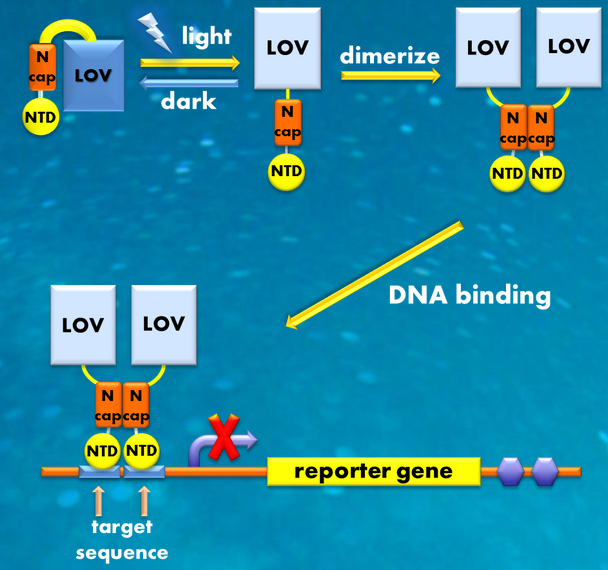 N
cap
LOV
NTD
light
dark
LOV
N
cap
NTD
dimerize
LOV
LOV
N
cap
N
cap
NTD
NTD
DNA binding
LOV
LOV
N
cap
N
cap
NTD
NTD
X
reporter gene
target
sequence